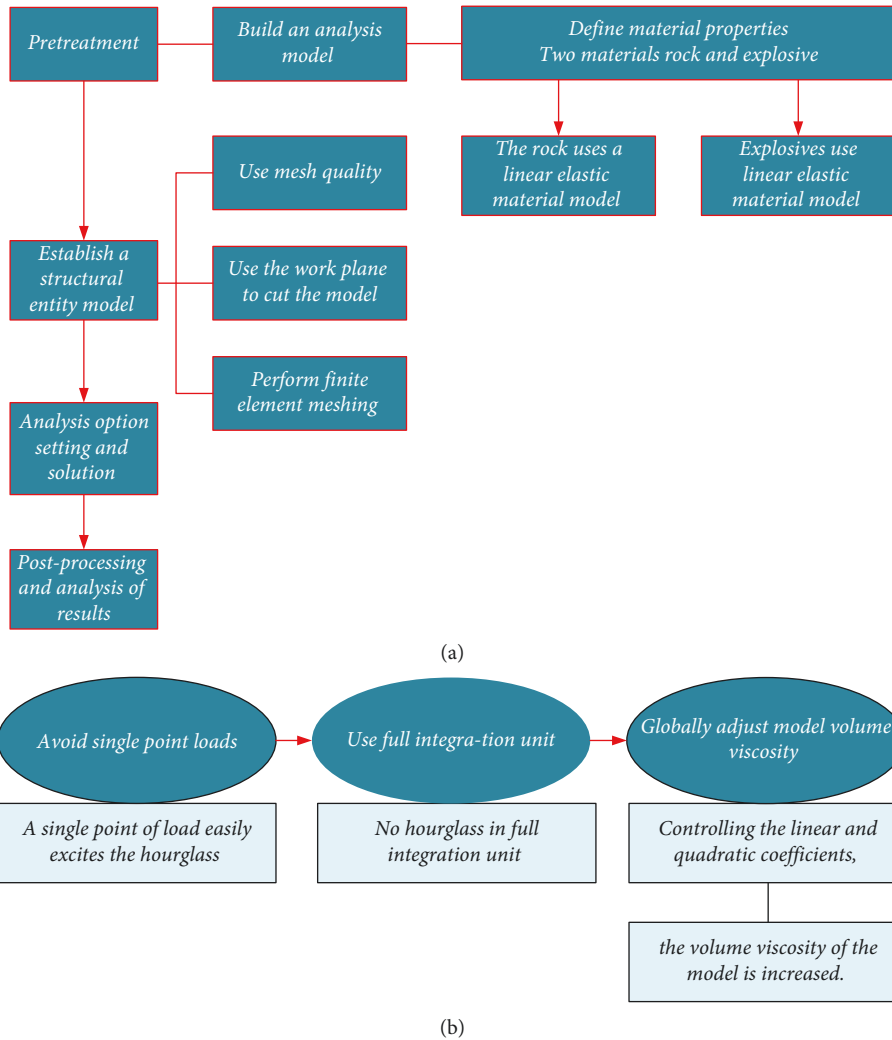 Pretreatment
Build an analysis
model
Define material properties
Two materials rock and explosive
The rock uses a
linear elastic
material model
Explosives use
linear elastic
material model
Use mesh quality
Establish a
structural
entity model
Use the work plane
to cut the model
Perform finite
element meshing
Analysis option
setting and
solution
Post-processing
and analysis of
results
(a)
Avoid single point loads
Use full integra-tion unit
Globally adjust model volume
viscosity
A single point of load easily
excites the hourglass
No hourglass in full
integration unit
Controlling the linear and
quadratic coefficients,
the volume viscosity of the
model is increased.
(b)